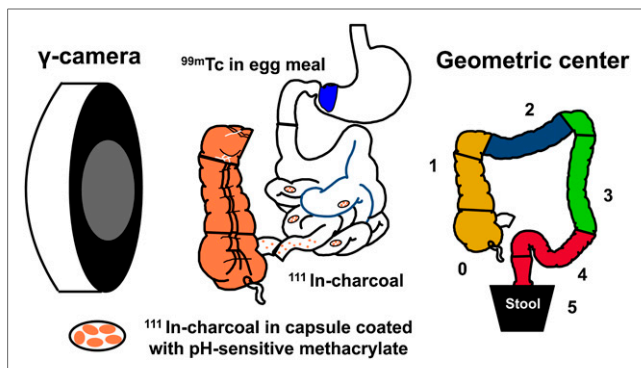 γ-camera
⁹⁹ᵐTc in egg meal
Geometric center
2
1
3
¹¹¹ In-charcoal
0
4
Stool
5
¹¹¹ In-charcoal in capsule coated
with pH-sensitive methacrylate